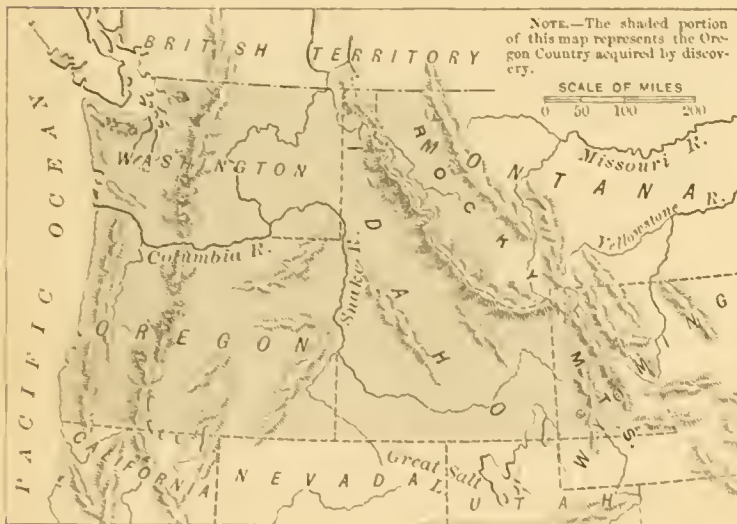 NOTE.—The shaded portion
of this map represents the Ore-
gon Country acquired by discov-
ery.
SCALE OF MILES
0 50 100 200
BRITISH TERRITORY
PACIFIC OCEAN
WASHINGTON
MONTANA
Missouri R.
ROCKY MTS.
IDAHO
Yellowstone R.
Columbia R.
Snake R.
OREGON
WYOMING
CALIFORNIA
NEVADA
Great Salt
L.
UTAH